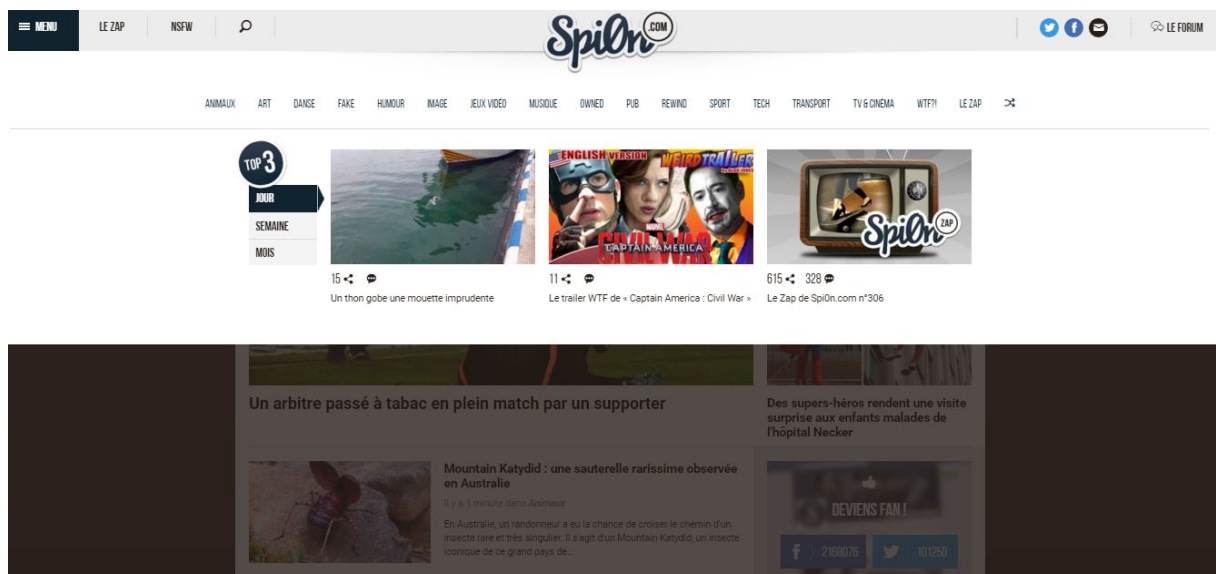 MENU
LE ZAP
NSFW
Spi0n .COM
LE FORUM
ANIMAUX ART DANSE FAKE HUMOUR IMAGE JEUX VIDÉO MUSIQUE OWNED PUB REWIND SPORT TECH TRANSPORT TV & CINÉMA WTF?! LE ZAP
TOP 3
JOUR
SEMAINE
MOIS
ENGLISH VERSION WEIRD TRAILER
MARVEL
CAPTAIN AMERICA
CIVIL WAR
Spi0n ZAP
15
11
615 328
Un thon gobe une mouette imprudente
Le trailer WTF de « Captain America : Civil War »
Le Zap de Spi0n.com n°306
Un arbitre passé à tabac en plein match par un supporter
Des supers-héros rendent une visite
surprise aux enfants malades de
l'hôpital Necker
Mountain Katydid : une sauterelle rarissime observée
en Australie
Il y a 1 minute dans Animaux
En Australie, un randonneur a eu la chance de croiser le chemin d'un
insecte rare et très singulier. Il s'agit d'un Mountain Katydid, un insecte
iconique de ce grand pays de...
DEVIENS FAN !
2168076
101250